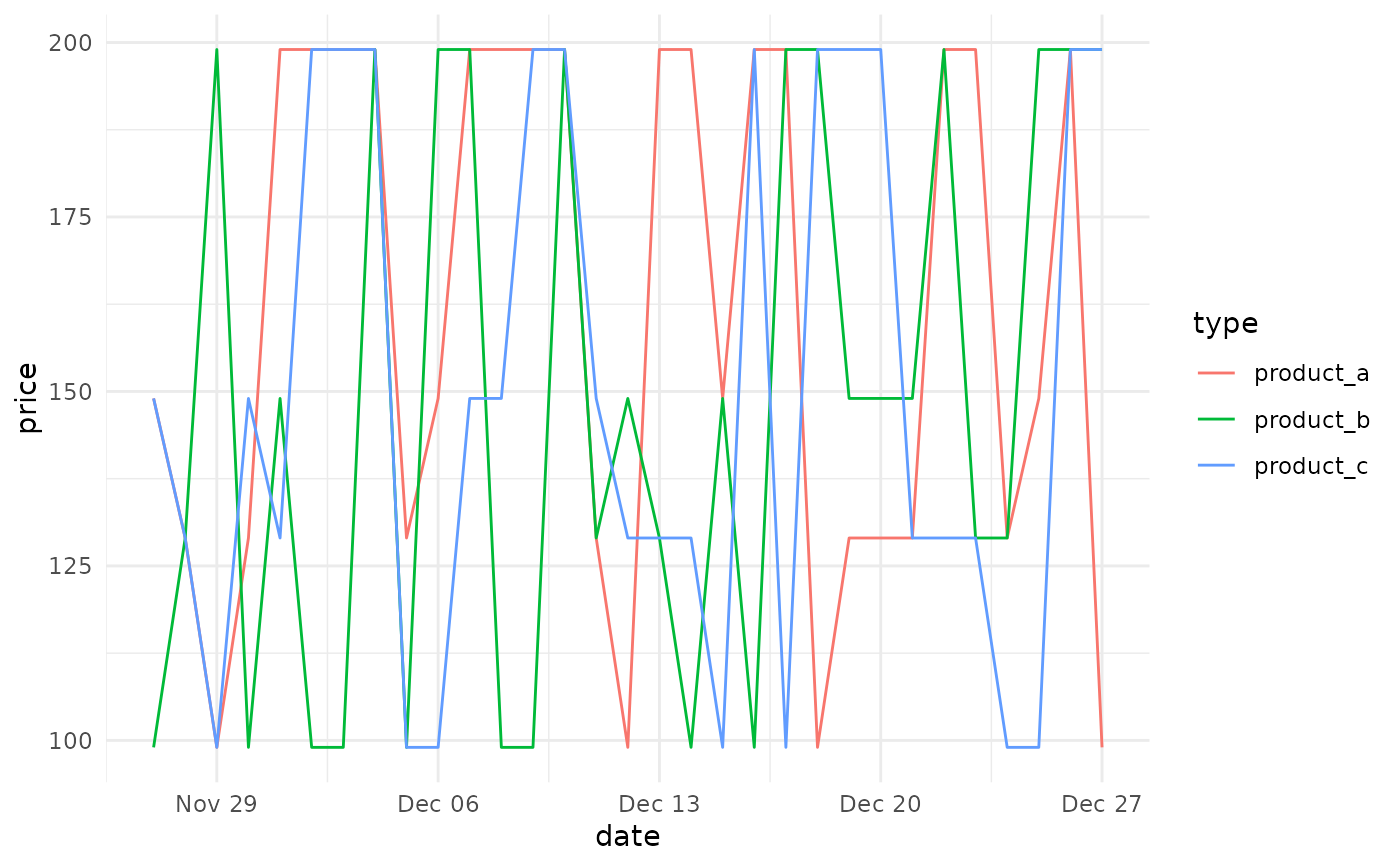 200
175
150
125
100
price
Nov 29
Dec 06
Dec 13
Dec 20
Dec 27
date
type
product_a
product_b
product_c